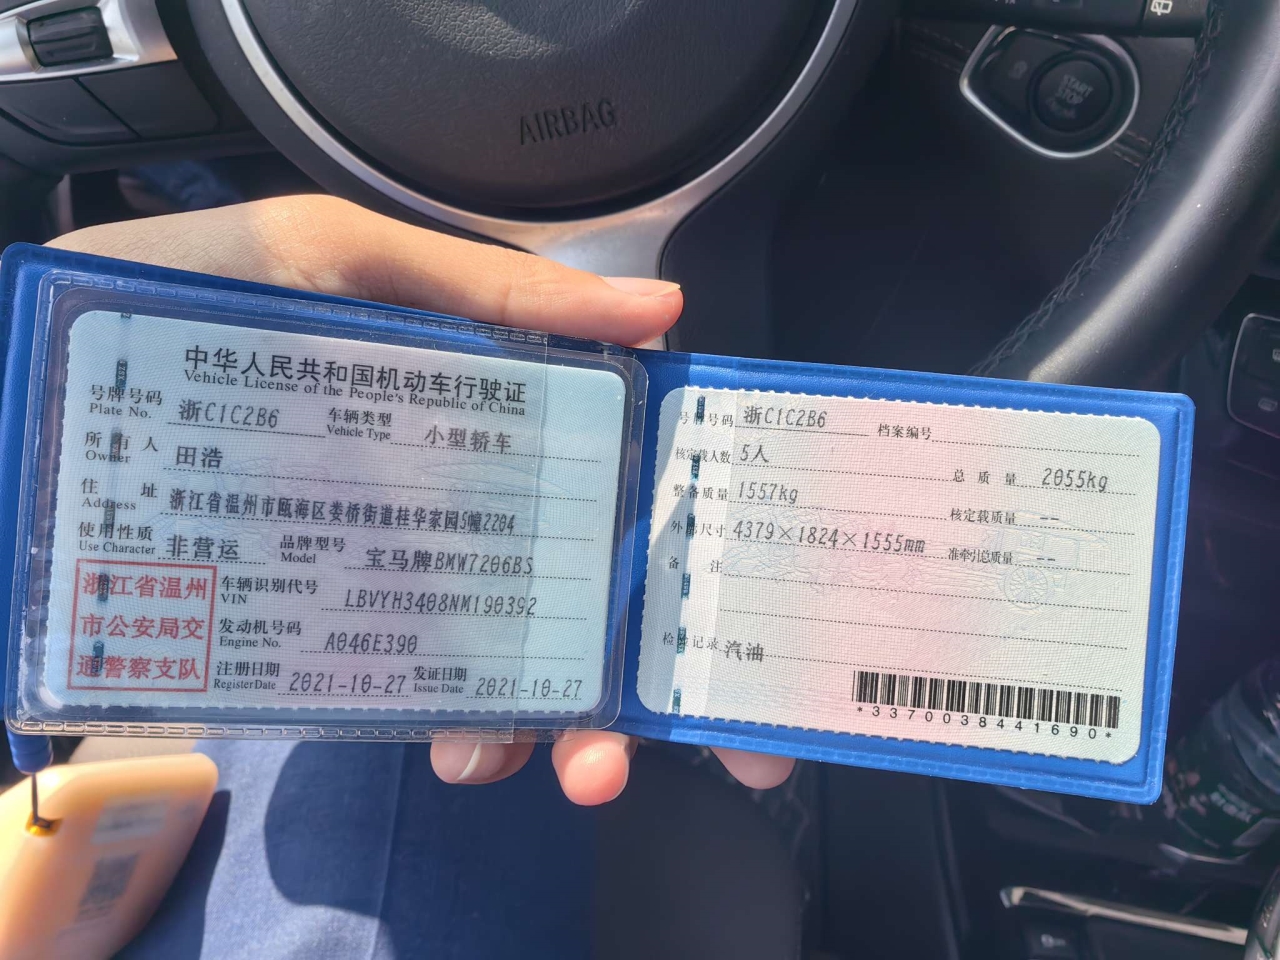 AIRBAG
START
STOP
中华人民共和国机动车行驶证
Vehicle License of the People's Republic of China
号牌号码 浙C1C2B6 车辆类型 小型轿车
Plate No. Vehicle Type
所有人 田浩
Owner
住址 浙江省温州市瓯海区娄桥街道桂华家园5幢2204
Address
使用性质 非营运 品牌型号 宝马牌BMW7206BS
Use Character Model
浙江省温州
市公安局交
通警察支队
车辆识别代号 LBVYH3408NM190392
VIN
发动机号码 A046E390
Engine No.
注册日期 2021-10-27 发证日期 2021-10-27
Register Date Issue Date
号牌号码 浙C1C2B6 档案编号
核定载人数 5人 总质量 2055kg
整备质量 1557kg 核定载质量 --
外部尺寸 4379×1824×1555mm 准牵引总质量 --
备注
检验记录 汽油
*3370038441690*